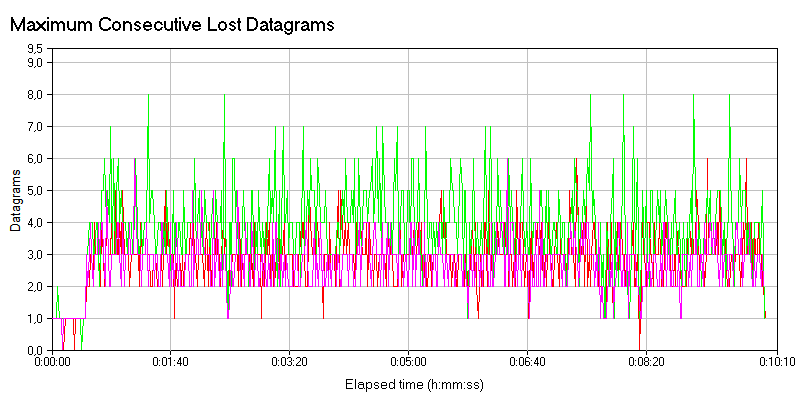 Maximum Consecutive Lost Datagrams
9,5
9,0
8,0
7,0
6,0
5,0
4,0
3,0
2,0
1,0
0,0
Datagrams
0:00:00 0:01:40 0:03:20 0:05:00 0:06:40 0:08:20 0:10:10
Elapsed time (h:mm:ss)